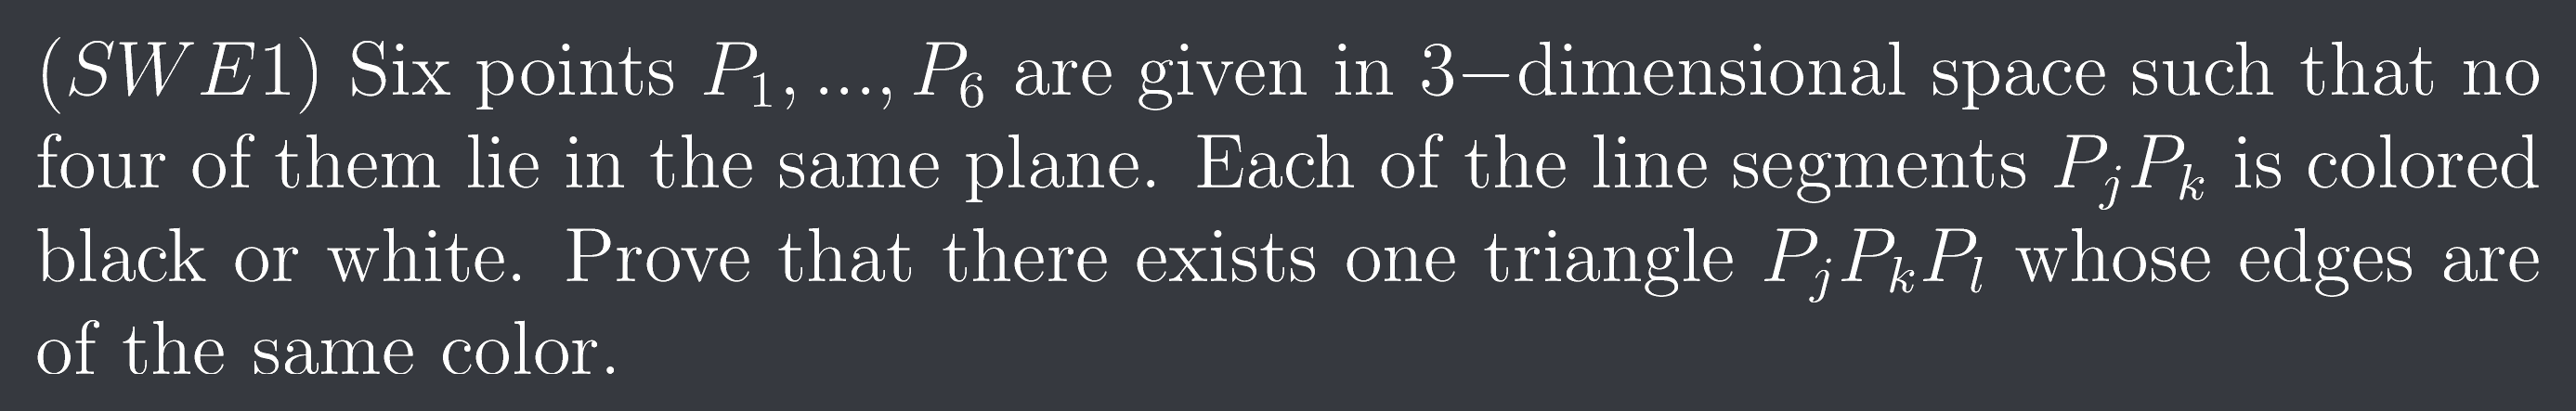 (SWE1) Six points P₁, ..., P₆ are given in 3−dimensional space such that no
four of them lie in the same plane. Each of the line segments PⱼPₖ is colored
black or white. Prove that there exists one triangle PⱼPₖPₗ whose edges are
of the same color.